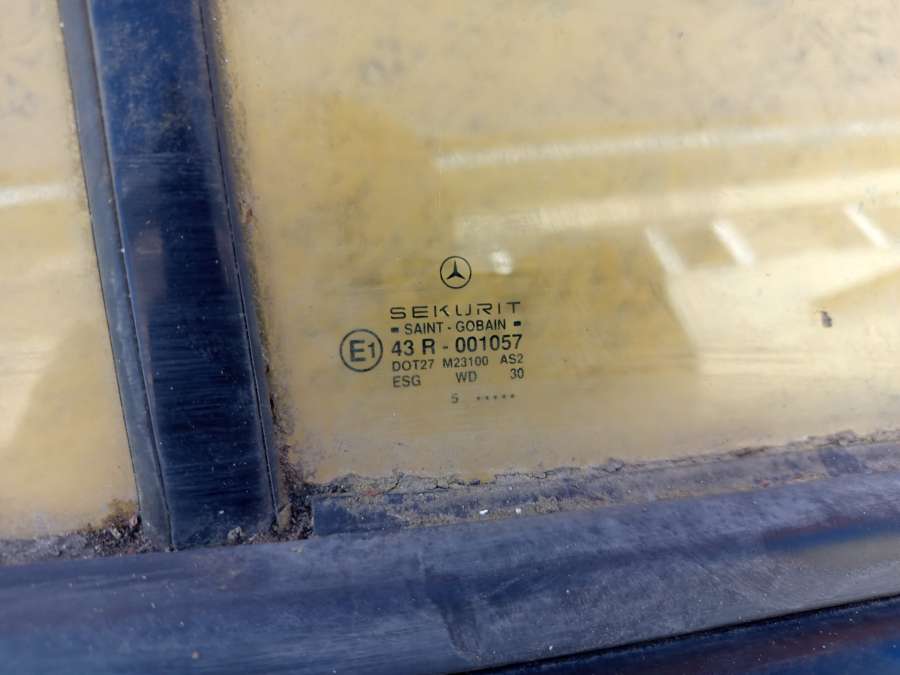 SEKURIT
SAINT - GOBAIN
E1
43 R - 001057
DOT27 M23100 AS2
ESG WD 30
5 •••••